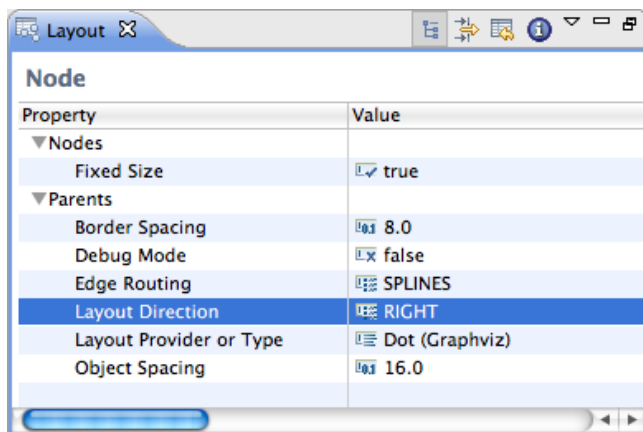 Layout
Node
Property Value
Nodes
Fixed Size true
Parents
Border Spacing 8.0
Debug Mode false
Edge Routing SPLINES
Layout Direction RIGHT
Layout Provider or Type Dot (Graphviz)
Object Spacing 16.0